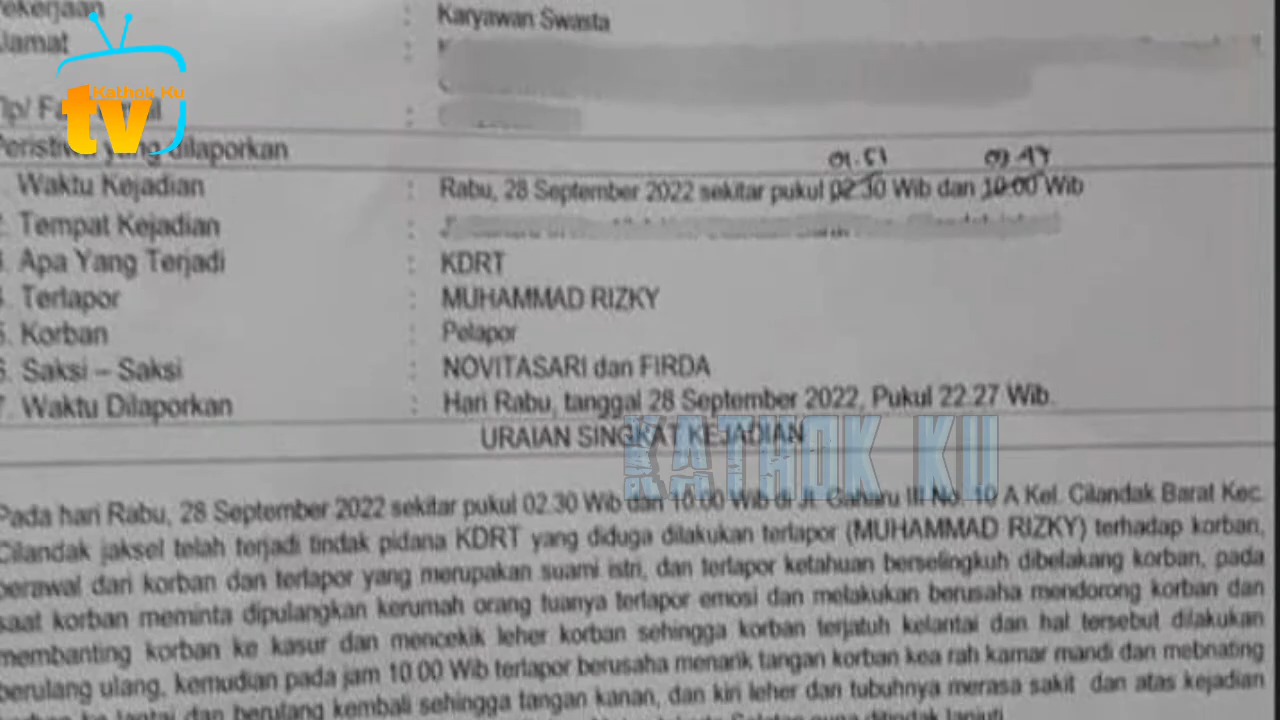 Pekerjaan : Karyawan Swasta
Alamat :
Kathok Ku
tv
Peristiwa yang dilaporkan
01.51 09.47
Waktu Kejadian : Rabu, 28 September 2022 sekitar pukul 02.30 Wib dan 10.00 Wib
2. Tempat Kejadian :
3. Apa Yang Terjadi : KDRT
4. Terlapor : MUHAMMAD RIZKY
5. Korban : Pelapor
6. Saksi – Saksi : NOVITASARI dan FIRDA
7. Waktu Dilaporkan : Hari Rabu, tanggal 28 September 2022, Pukul 22.27 Wib.
URAIAN SINGKAT KEJADIAN
KATHOK KU
Pada hari Rabu, 28 September 2022 sekitar pukul 02.30 Wib dan 10.00 Wib di Jl. Gaharu III No. 10 A Kel. Cilandak Barat Kec.
Cilandak jaksel telah terjadi tindak pidana KDRT yang diduga dilakukan terlapor (MUHAMMAD RIZKY) terhadap korban,
berawal dari korban dan terlapor yang merupakan suami istri, dan terlapor ketahuan berselingkuh dibelakang korban, pada
saat korban meminta dipulangkan kerumah orang tuanya terlapor emosi dan melakukan berusaha mendorong korban dan
membanting korban ke kasur dan mencekik leher korban sehingga korban terjatuh kelantai dan hal tersebut dilakukan
berulang ulang, kemudian pada jam 10.00 Wib terlapor berusaha menarik tangan korban kea rah kamar mandi dan mebnating
ke lantai dan berulang kembali sehingga tangan kanan, dan kiri leher dan tubuhnya merasa sakit dan atas kejadian
Selatan guna ditindak lanjuti